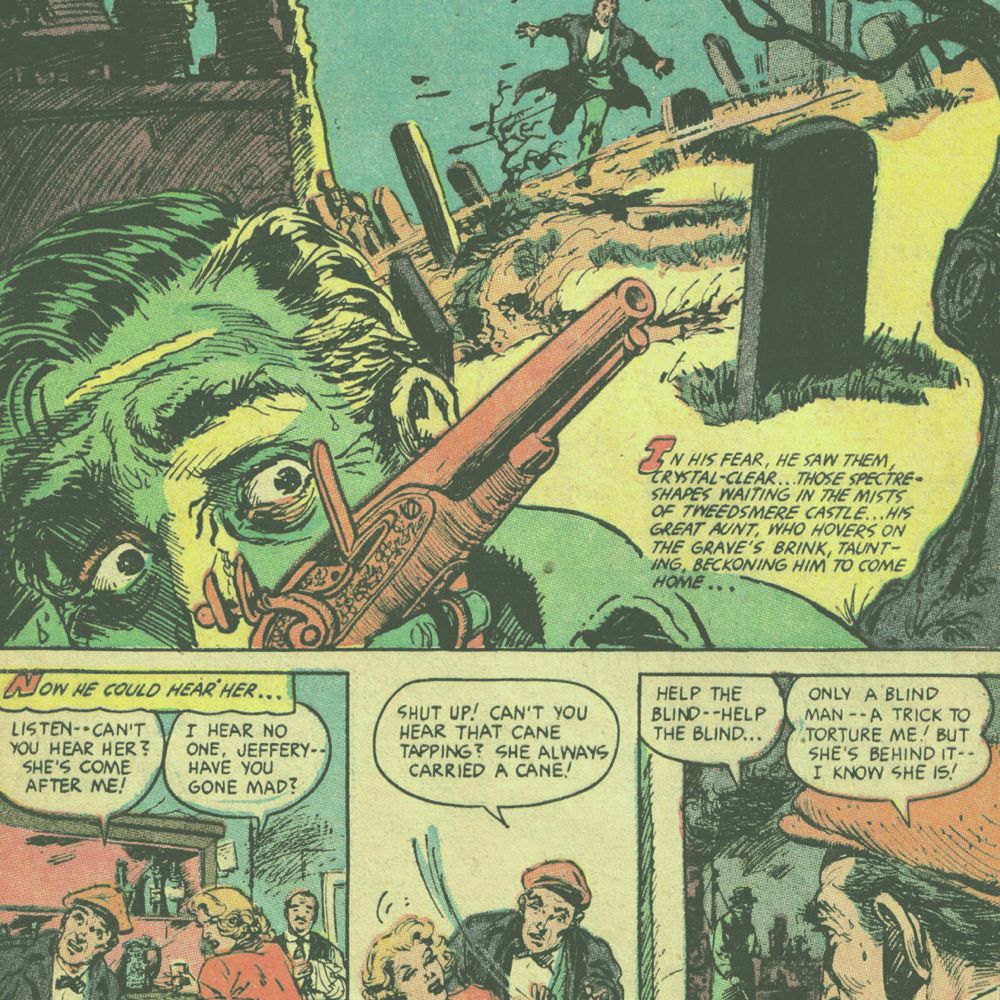 IN HIS FEAR, HE SAW THEM,
CRYSTAL-CLEAR...THOSE SPECTRE-
SHAPES WAITING IN THE MISTS
OF TWEEDSMERE CASTLE...HIS
GREAT AUNT, WHO HOVERS ON
THE GRAVE'S BRINK, TAUNT-
ING, BECKONING HIM TO COME
HOME...
NOW HE COULD HEAR HER...
LISTEN--CAN'T
YOU HEAR HER?
SHE'S COME
AFTER ME!
I HEAR NO
ONE, JEFFERY--
HAVE YOU
GONE MAD?
SHUT UP! CAN'T YOU
HEAR THAT CANE
TAPPING? SHE ALWAYS
CARRIED A CANE!
HELP THE
BLIND--HELP
THE BLIND...
ONLY A BLIND
MAN--A TRICK TO
TORTURE ME! BUT
SHE'S BEHIND IT--
I KNOW SHE IS!